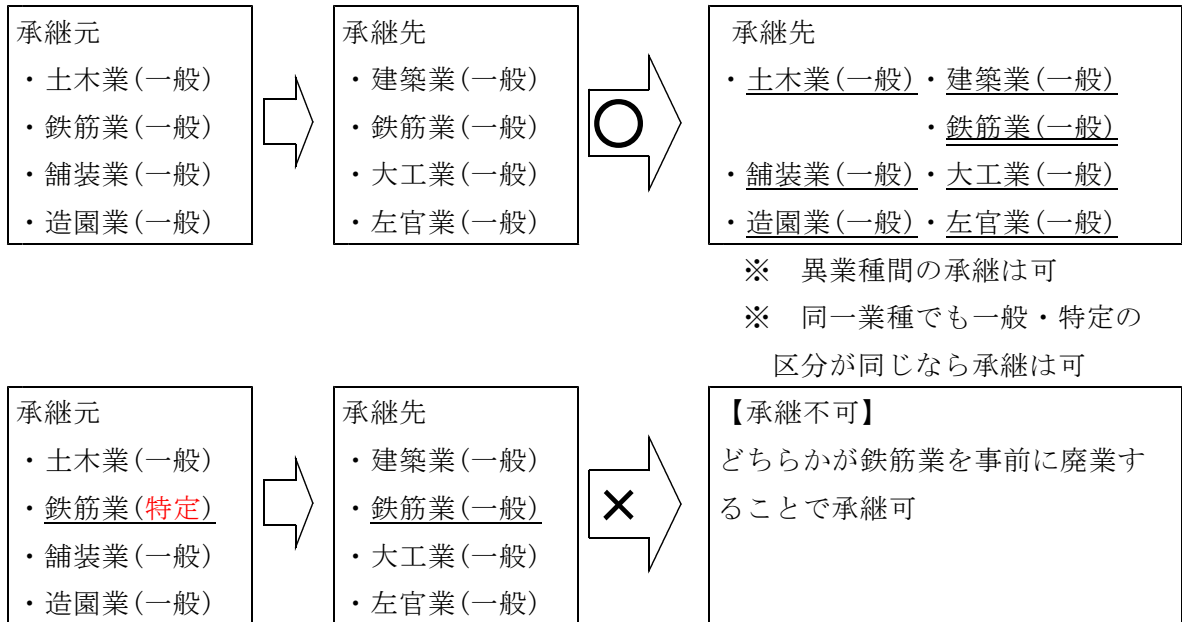 承継元
・土木業(一般)
・鉄筋業(一般)
・舗装業(一般)
・造園業(一般)
承継先
・建築業(一般)
・鉄筋業(一般)
・大工業(一般)
・左官業(一般)
承継先
・土木業(一般)・建築業(一般)
・鉄筋業(一般)
・舗装業(一般)・大工業(一般)
・造園業(一般)・左官業(一般)
※ 異業種間の承継は可
※ 同一業種でも一般・特定の
区分が同じなら承継は可
承継元
・土木業(一般)
・鉄筋業(特定)
・舗装業(一般)
・造園業(一般)
承継先
・建築業(一般)
・鉄筋業(一般)
・大工業(一般)
・左官業(一般)
【承継不可】
どちらかが鉄筋業を事前に廃業す
ることで承継可